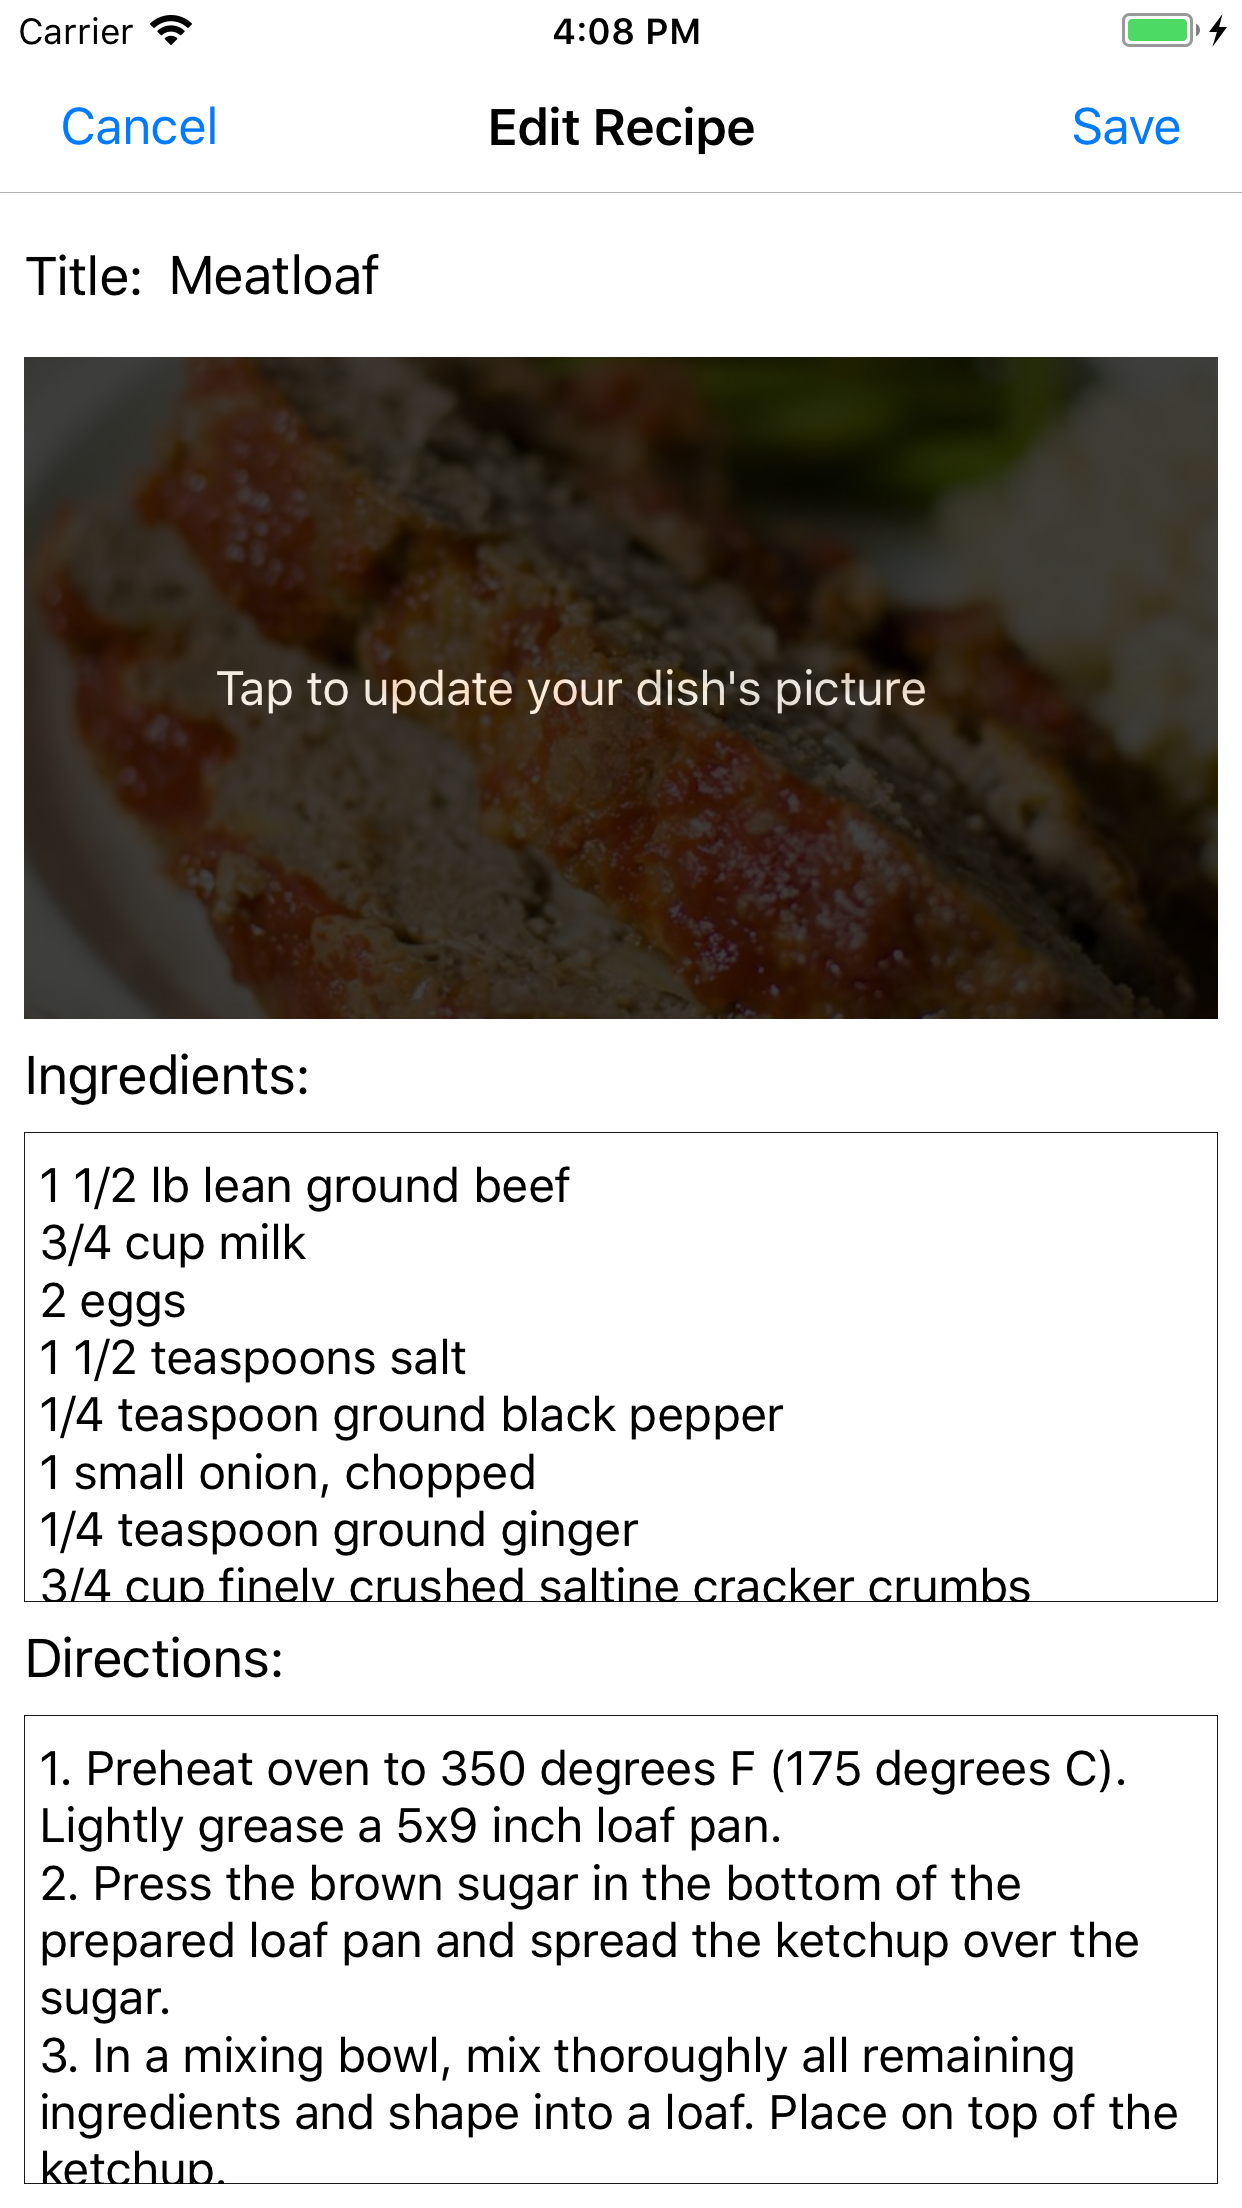 Carrier 4:08 PM
Cancel Edit Recipe Save
Title: Meatloaf
Tap to update your dish's picture
Ingredients:
1 1/2 lb lean ground beef
3/4 cup milk
2 eggs
1 1/2 teaspoons salt
1/4 teaspoon ground black pepper
1 small onion, chopped
1/4 teaspoon ground ginger
3/4 cup finely crushed saltine cracker crumbs
Directions:
1. Preheat oven to 350 degrees F (175 degrees C).
Lightly grease a 5x9 inch loaf pan.
2. Press the brown sugar in the bottom of the
prepared loaf pan and spread the ketchup over the
sugar.
3. In a mixing bowl, mix thoroughly all remaining
ingredients and shape into a loaf. Place on top of the
ketchup.